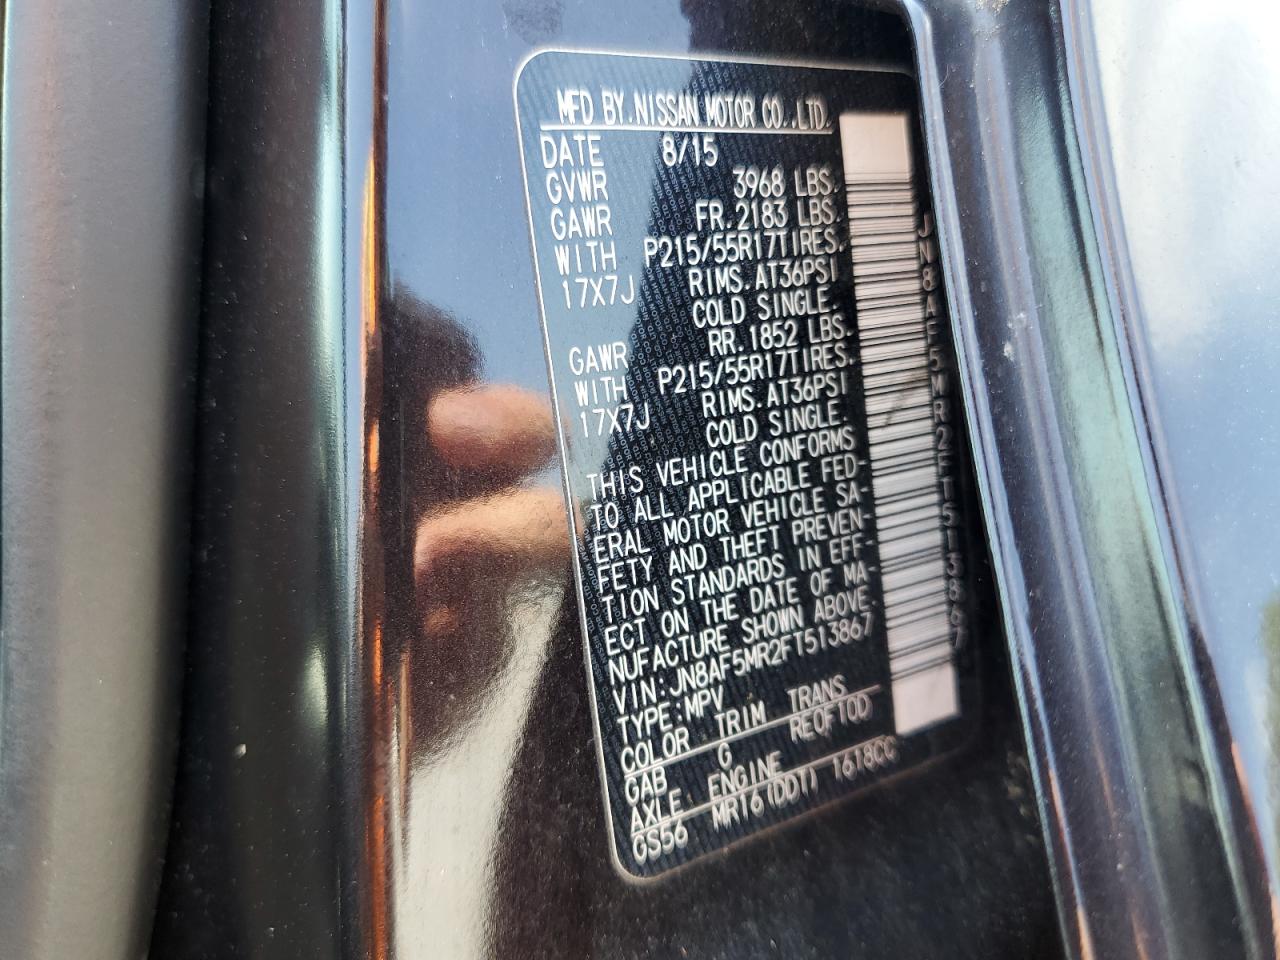 MFD BY.NISSAN MOTOR CO.,LTD.
DATE 8/15
GVWR 3968 LBS.
GAWR FR.2183 LBS.
WITH P215/55R17TIRES.
17X7J RIMS.AT36PSI
COLD SINGLE.
GAWR RR.1852 LBS.
WITH P215/55R17TIRES.
17X7J RIMS.AT36PSI
COLD SINGLE.
THIS VEHICLE CONFORMS
TO ALL APPLICABLE FED-
ERAL MOTOR VEHICLE SA-
FETY AND THEFT PREVEN-
TION STANDARDS IN EFF-
ECT ON THE DATE OF MA-
NUFACTURE SHOWN ABOVE.
VIN:JN8AF5MR2FT513867
TYPE:MPV
COLOR TRIM TRANS
GAB G RE0F10D
AXLE ENGINE
GS56 MR16(DDT) 1618CC
JN8AF5MR2FT513867